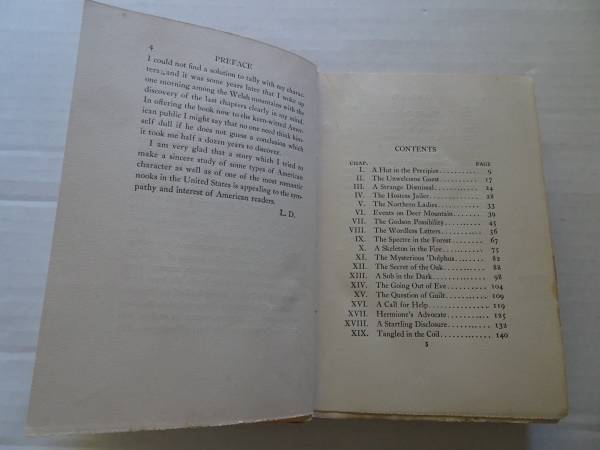 4
PREFACE
I could not find a solution to tally with my charac-
ters, and it was some years later that I woke up
one morning among the Welsh mountains with the
discovery of the last chapters clearly in my mind.
In offering the book now to the keen-witted Amer-
ican public I might say that no one need think him-
self dull if he does not guess a conclusion which
it took me half a dozen years to discover.
I am very glad that a story which I tried to
make a sincere study of some types of American
character as well as of one of the most romantic
nooks in the United States is appealing to the sym-
pathy and interest of American readers.
L. D.
CONTENTS
CHAP. PAGE
I. A Hut in the Precipice 9
II. The Unwelcome Guest 17
III. A Strange Dismissal 24
IV. The Hostess Jailer 28
V. The Northern Ladies 33
VI. Events on Deer Mountain 39
VII. The Godson Possibility 45
VIII. The Wordless Letters 56
IX. The Spectre in the Forest 67
X. A Skeleton in the Fire 75
XI. The Mysterious 'Dolphus 82
XII. The Secret of the Oak 88
XIII. A Sob in the Dark 98
XIV. The Going Out of Eve 104
XV. The Question of Guilt 109
XVI. A Call for Help 119
XVII. Hermione's Advocate 125
XVIII. A Startling Disclosure 132
XIX. Tangled in the Coil 140
5